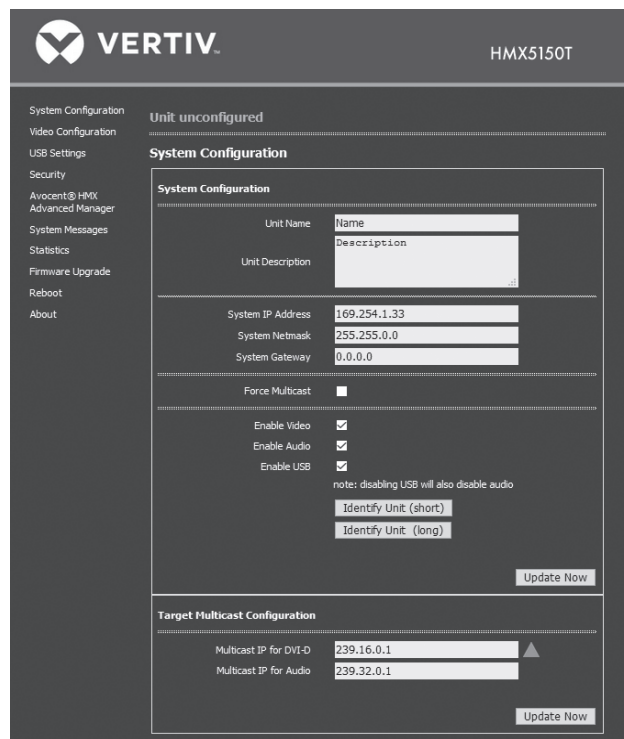 VERTIV™
HMX5150T
System Configuration
Video Configuration
USB Settings
Security
Avocent® HMX
Advanced Manager
System Messages
Statistics
Firmware Upgrade
Reboot
About
Unit unconfigured
System Configuration
System Configuration
Unit Name Name
Unit Description Description
System IP Address 169.254.1.33
System Netmask 255.255.0.0
System Gateway 0.0.0.0
Force Multicast
Enable Video
Enable Audio
Enable USB
note: disabling USB will also disable audio
Identify Unit (short)
Identify Unit (long)
Update Now
Target Multicast Configuration
Multicast IP for DVI-D 239.16.0.1
Multicast IP for Audio 239.32.0.1
Update Now